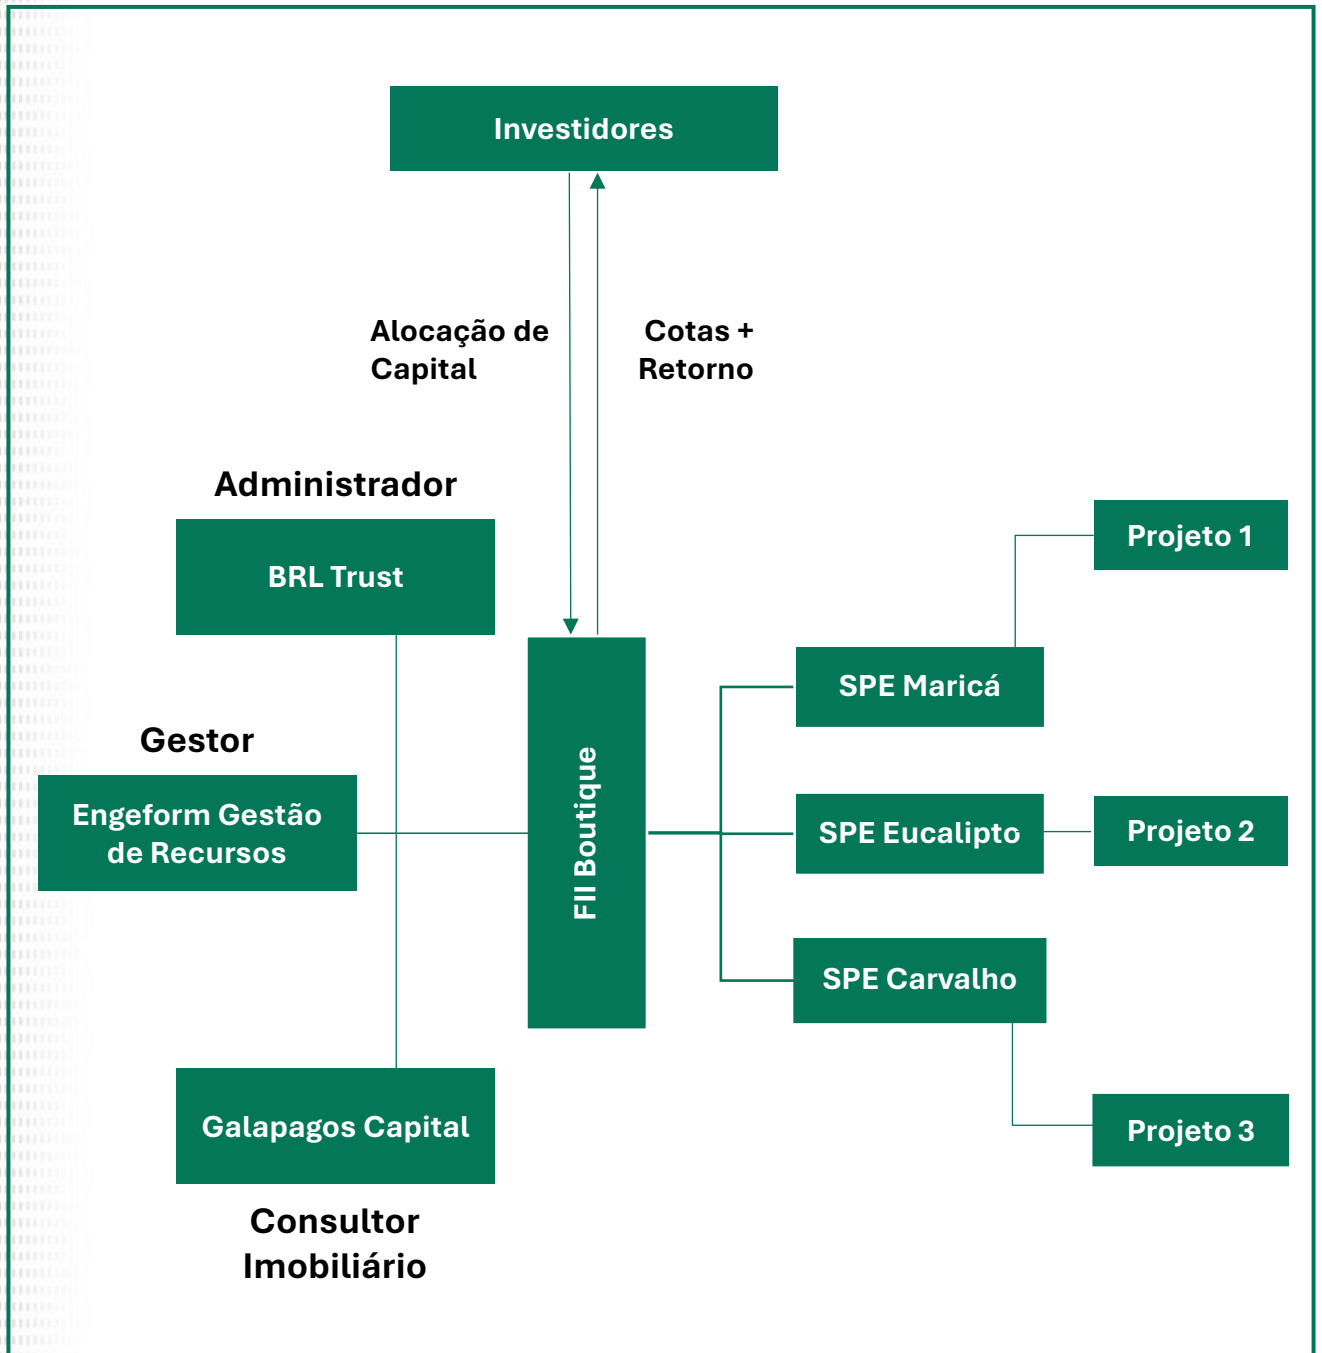 Investidores
Alocação de
Capital
Cotas +
Retorno
Administrador
BRL Trust
Gestor
Engeform Gestão
de Recursos
Galapagos Capital
Consultor
Imobiliário
FII Boutique
SPE Maricá
SPE Eucalipto
SPE Carvalho
Projeto 1
Projeto 2
Projeto 3